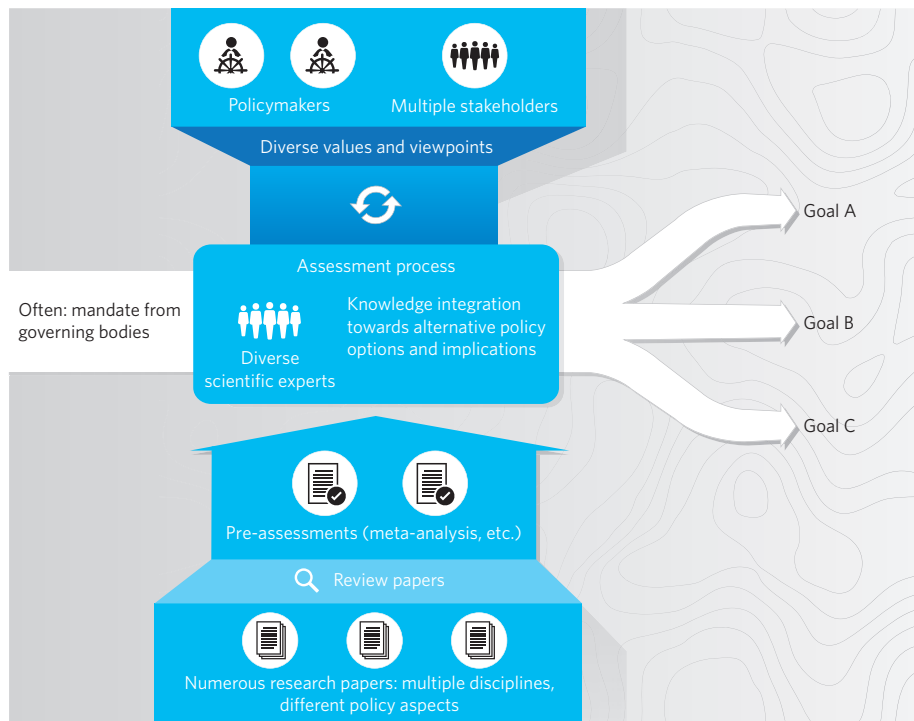 Policymakers
Multiple stakeholders
Diverse values and viewpoints
Assessment process
Often: mandate from
governing bodies
Diverse
scientific experts
Knowledge integration
towards alternative policy
options and implications
Goal A
Goal B
Goal C
Pre-assessments (meta-analysis, etc.)
Review papers
Numerous research papers: multiple disciplines,
different policy aspects